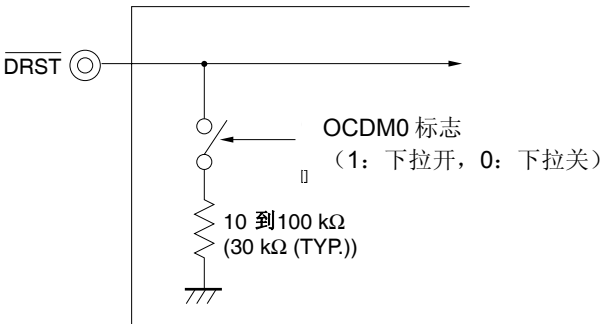 DRST
OCDM0 标志
（1：下拉开，0：下拉关）
[]
10 到100 kΩ
(30 kΩ (TYP.))